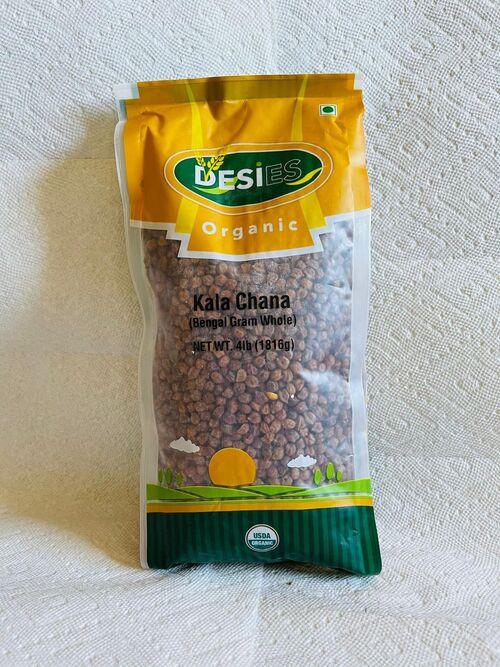 DESiES
Organic
Kala Chana
(Bengal Gram Whole)
NET WT. 4lb (1816g)
USDA
ORGANIC